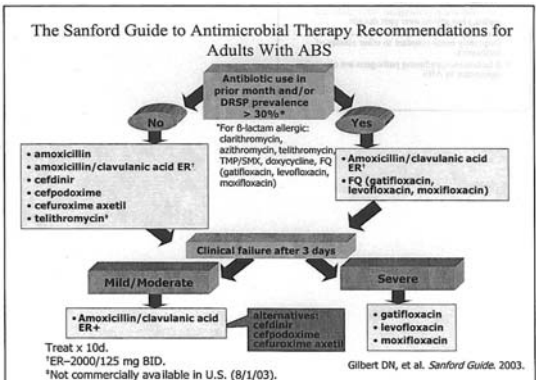 The Sanford Guide to Antimicrobial Therapy Recommendations for
Adults With ABS
Antibiotic use in
prior month and/or
DRSP prevalence
> 30%*
No
Yes
*For ß-lactam allergic:
clarithromycin,
azithromycin, telithromycin,
TMP/SMX, doxycycline, FQ
(gatifloxacin, levofloxacin,
moxifloxacin)
• amoxicillin
• amoxicillin/clavulanic acid ER†
• cefdinir
• cefpodoxime
• cefuroxime axetil
• telithromycin‡
• Amoxicillin/clavulanic acid
ER†
• FQ (gatifloxacin,
levofloxacin, moxifloxacin)
Clinical failure after 3 days
Mild/Moderate
Severe
• Amoxicillin/clavulanic acid
ER+
alternatives:
cefdinir
cefpodoxime
cefuroxime axetil
• gatifloxacin
• levofloxacin
• moxifloxacin
Treat x 10d.
†ER–2000/125 mg BID.
‡Not commercially available in U.S. (8/1/03).
Gilbert DN, et al. Sanford Guide. 2003.